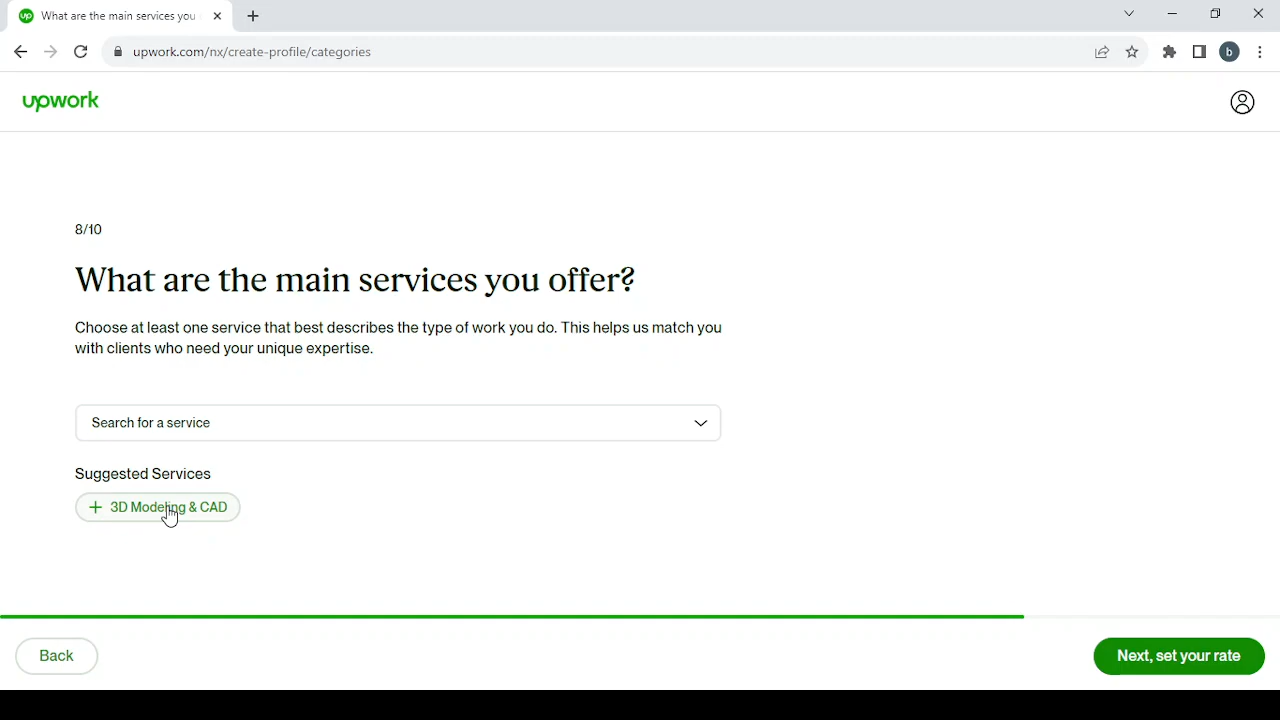 What are the main services you
upwork.com/nx/create-profile/categories
b
upwork
8/10
What are the main services you offer?
Choose at least one service that best describes the type of work you do. This helps us match you
with clients who need your unique expertise.
Search for a service
Suggested Services
+ 3D Modeling & CAD
Back
Next, set your rate